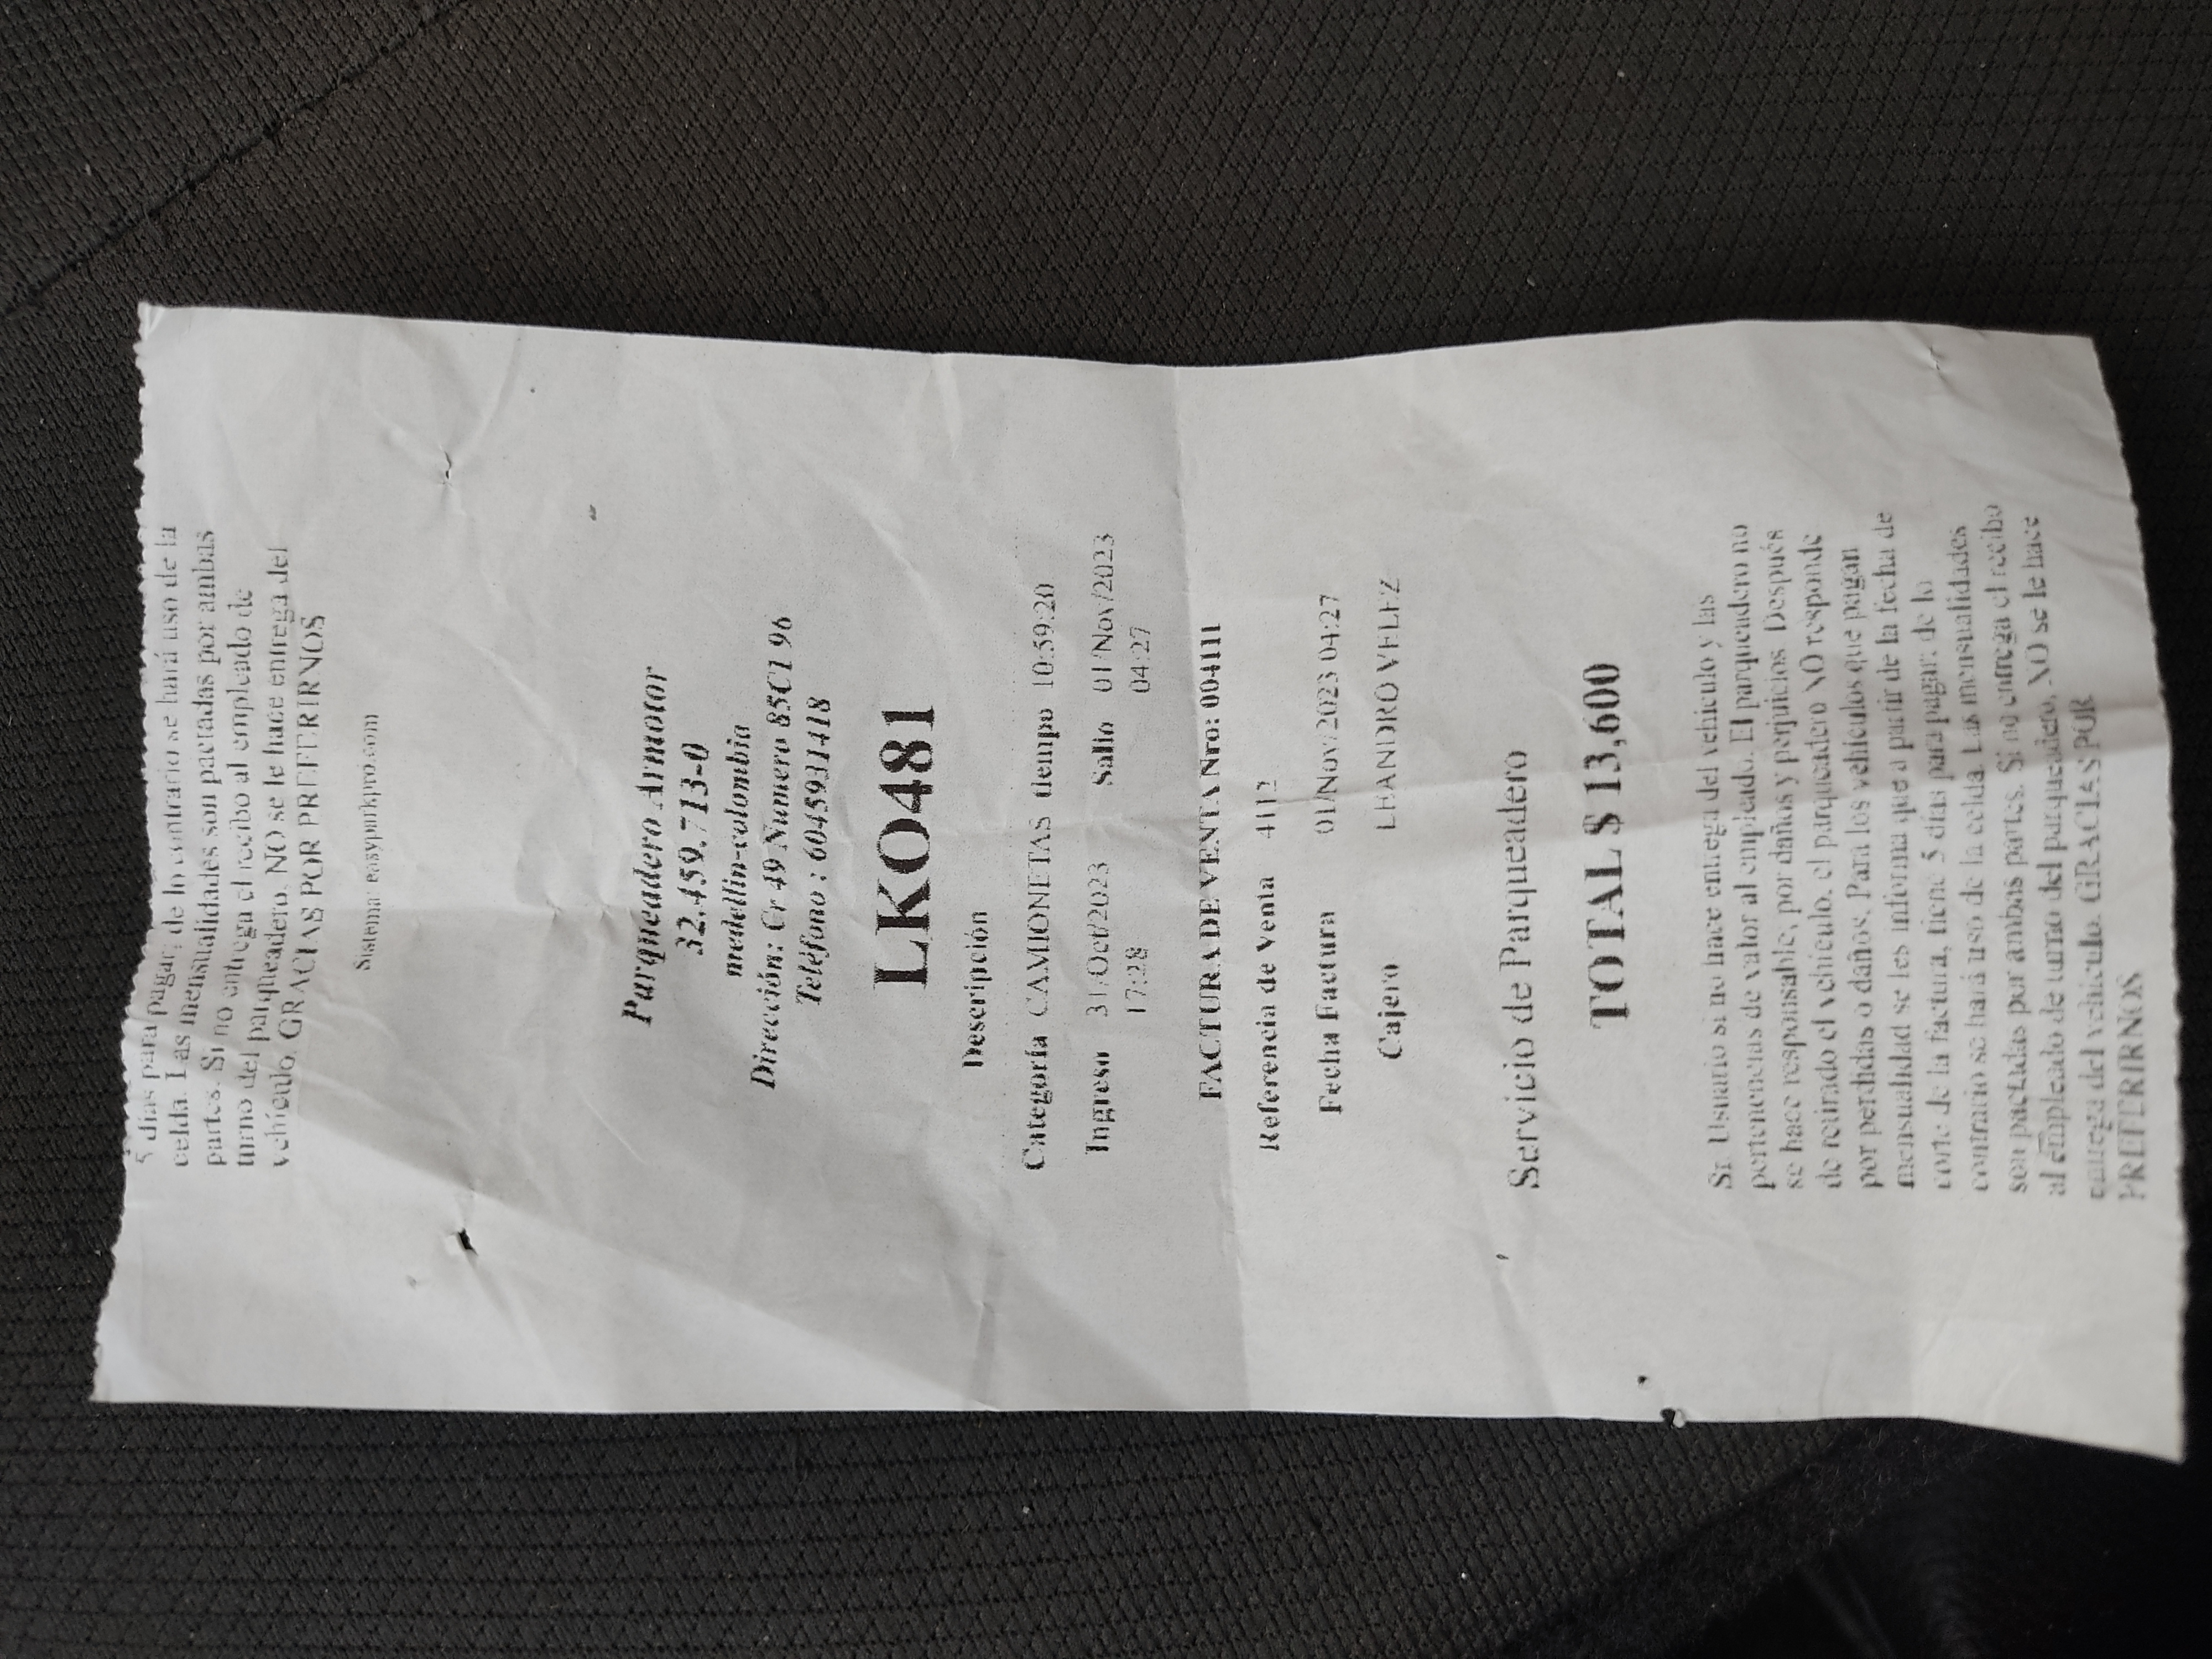 5 días para pagar; de lo contrario se hará uso de la
celda. Las mensualidades son pactadas por ambas
partes. Si no entrega el recibo al empleado de
turno del parqueadero, NO se le hace entrega del
vehículo. GRACIAS POR PREFERIRNOS
Sistema easyparkpro.com
Parqueadero Armotor
32.459.713-0
medellin-colombia
Dirección: Cr 49 Numero 85C1 96
Teléfono : 6045931418
LKO481
Descripción
Categoría CAMIONETAS tiempo 10:59:20
Ingreso 31/Oct/2023 Salio 01/Nov/2023
17:28 04:27
FACTURA DE VENTA Nro: 004111
Referencia de Venta 4112
Fecha Factura 01/Nov/2023 04:27
Cajero LEANDRO VELEZ
Servicio de Parqueadero
TOTAL $ 13,600
Sr. Usuario si no hace entrega del vehículo y las
pertenencias de valor al empleado. El parqueadero no
se hace responsable, por daños y perjuicios. Después
de retirado el vehículo, el parqueadero NO responde
por perdidas o daños. Para los vehículos que pagan
mensualidad se les informa que a partir de la fecha de
corte de la factura, tiene 5 días para pagar; de lo
contrario se hará uso de la celda. Las mensualidades
son pactadas por ambas partes. Si no entrega el recibo
al empleado de turno del parqueadero, NO se le hace
entrega del vehículo. GRACIAS POR
PREFERIRNOS